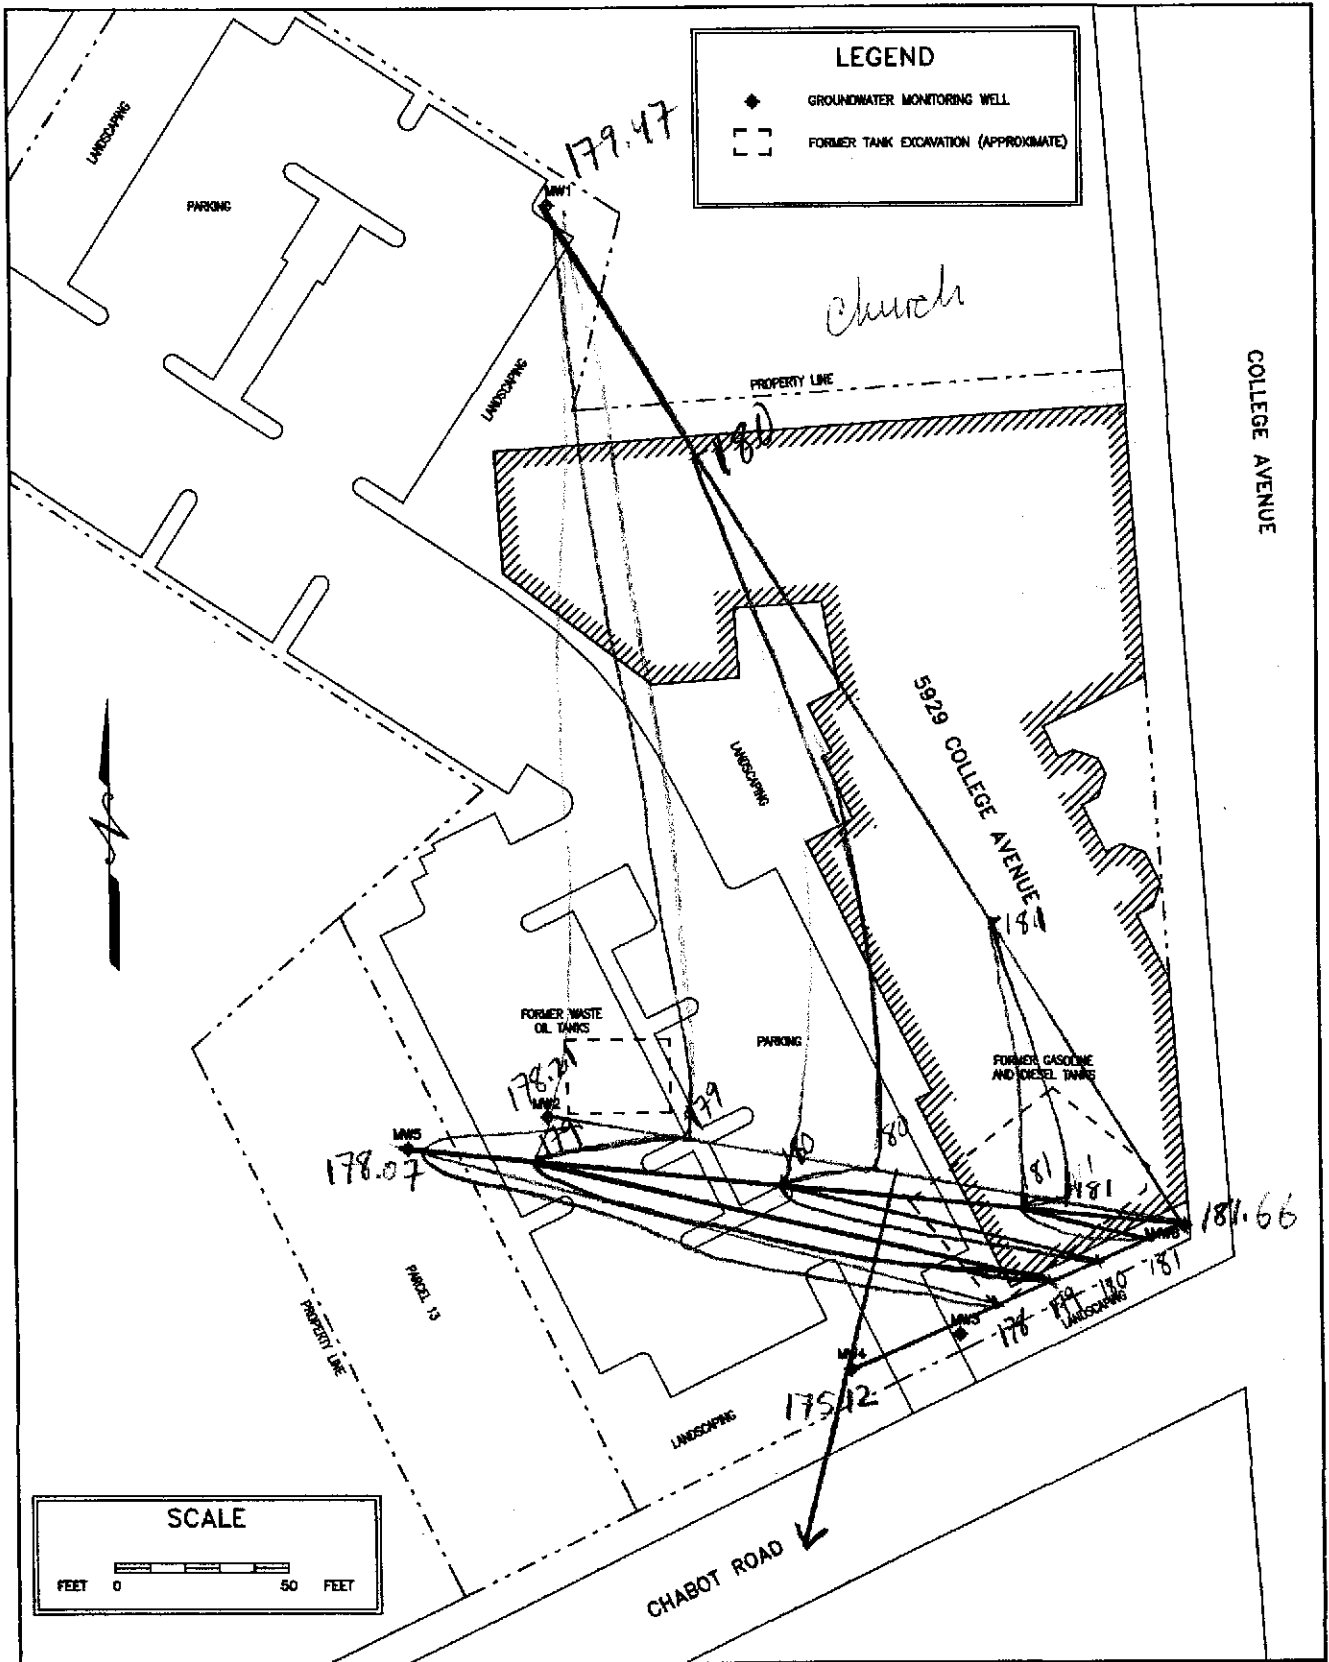 LEGEND
GROUNDWATER MONITORING WELL
FORMER TANK EXCAVATION (APPROXIMATE)
179.47
MW1
LANDSCAPING
PARKING
Church
PROPERTY LINE
LANDSCAPING
COLLEGE AVENUE
180
5929 COLLEGE AVENUE
LANDSCAPING
181
N
FORMER WASTE
OIL TANKS
PARKING
FORMER GASOLINE
AND DIESEL TANKS
MW2
179
179
180
80
181
181
MW5
178.07
181.66
PARCEL 13
PROPERTY LINE
MW3
178
179
180
181
LANDSCAPING
MW4
175.12
LANDSCAPING
SCALE
FEET 0 50 FEET
CHABOT ROAD